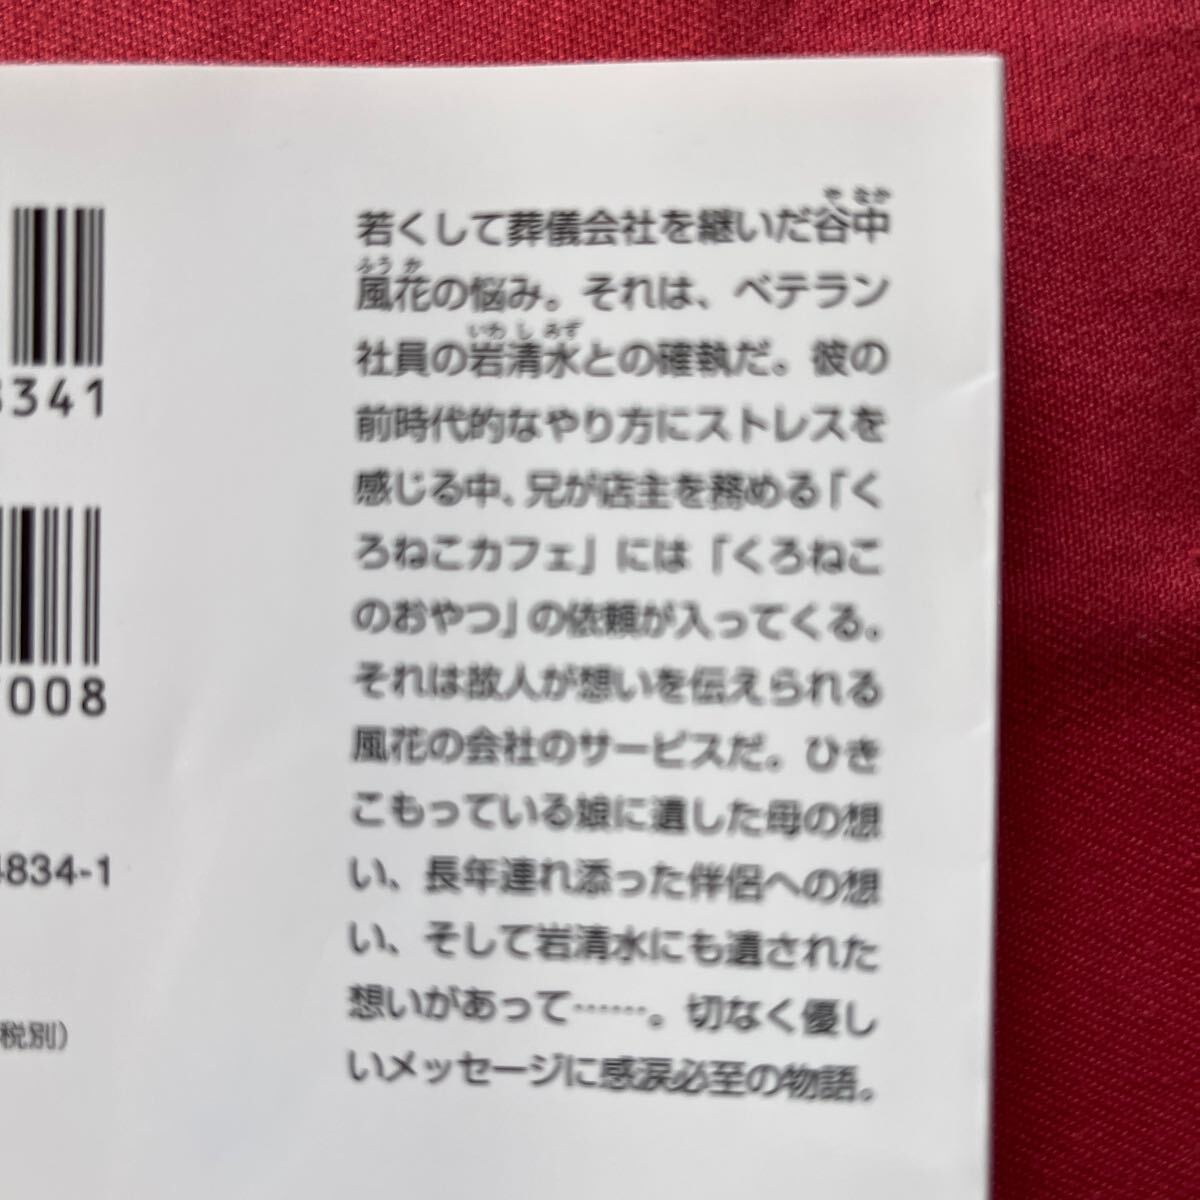 3341
7008
4834-1
税別)
若くして葬儀会社を継いだ谷中
風花の悩み。それは、ベテラン
社員の岩清水との確執だ。彼の
前時代的なやり方にストレスを
感じる中、兄が店主を務める「く
ろねこカフェ」には「くろねこ
のおやつ」の依頼が入ってくる。
それは故人が想いを伝えられる
風花の会社のサービスだ。ひき
こもっている娘に遺した母の想
い、長年連れ添った伴侶への想
い、そして岩清水にも遺された
想いがあって……。切なく優し
いメッセージに感涙必至の物語。
や なか
ふう か
いわ し みず